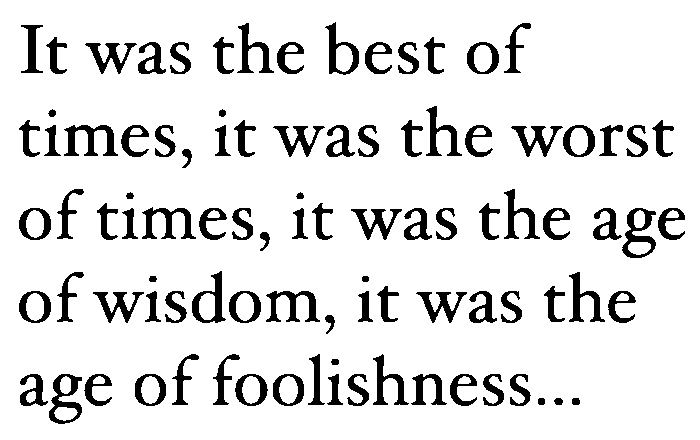 It was the best of
times, it was the worst
of times, it was the age
of wisdom, it was the
age of foolishness...